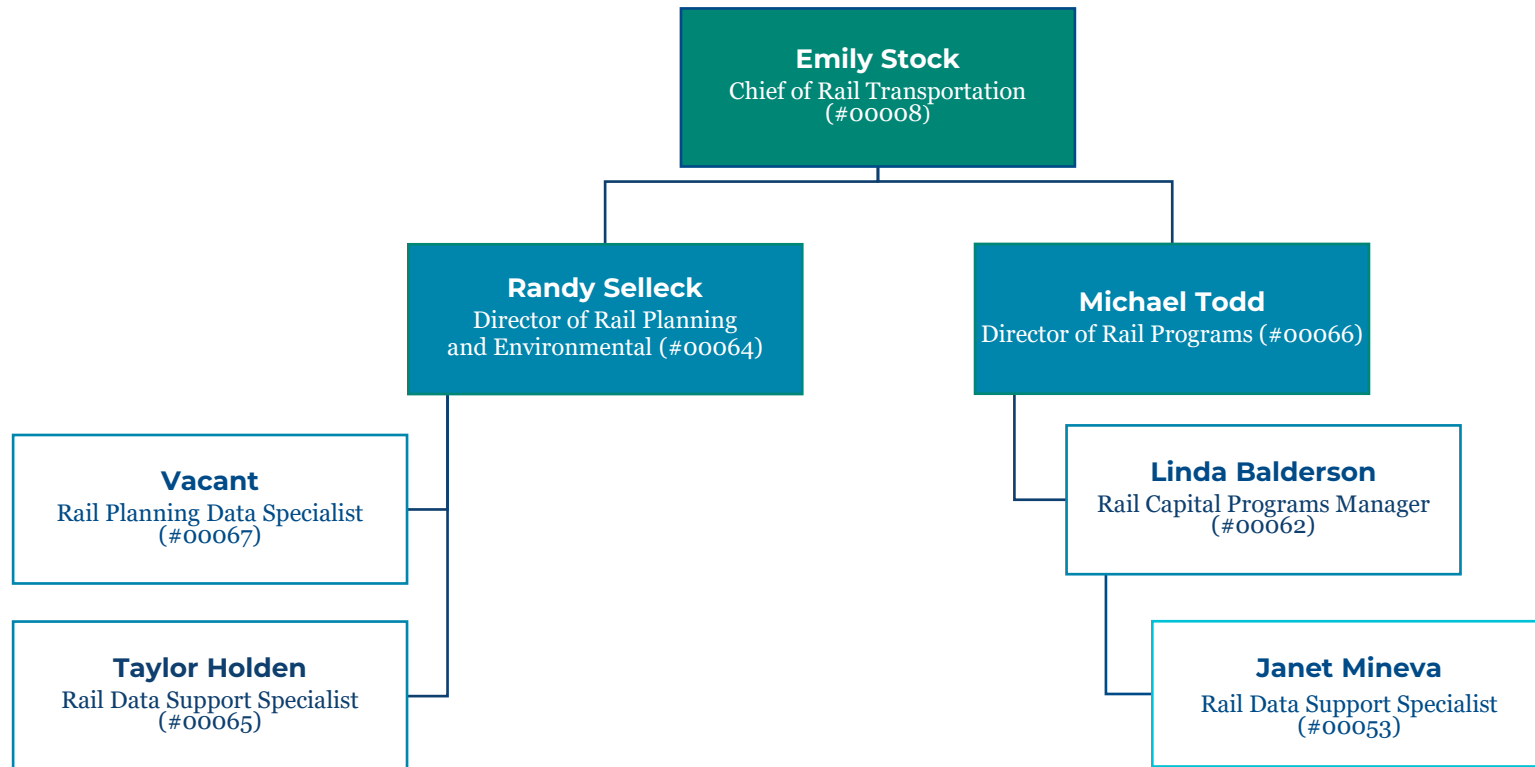 Emily Stock
Chief of Rail Transportation
(#00008)
Randy Selleck
Director of Rail Planning
and Environmental (#00064)
Michael Todd
Director of Rail Programs (#00066)
Vacant
Rail Planning Data Specialist
(#00067)
Linda Balderson
Rail Capital Programs Manager
(#00062)
Taylor Holden
Rail Data Support Specialist
(#00065)
Janet Mineva
Rail Data Support Specialist
(#00053)